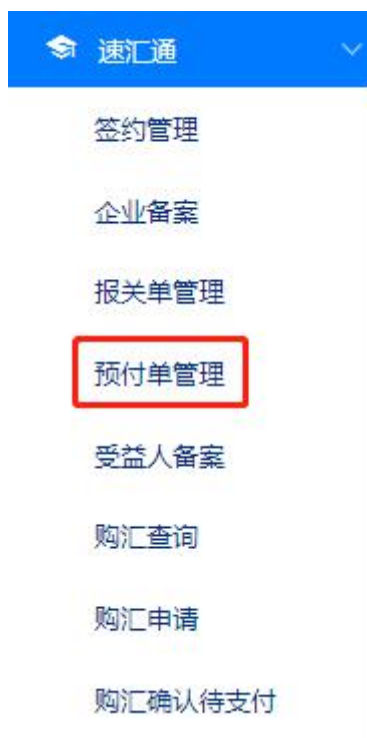 速汇通
签约管理
企业备案
报关单管理
预付单管理
受益人备案
购汇查询
购汇申请
购汇确认待支付